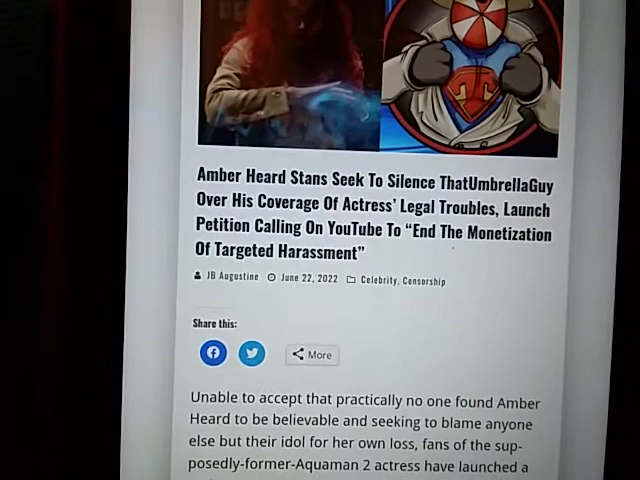 Amber Heard Stans Seek To Silence ThatUmbrellaGuy
Over His Coverage Of Actress' Legal Troubles, Launch
Petition Calling On YouTube To “End The Monetization
Of Targeted Harassment”
JB Augustine June 22, 2022 Celebrity, Censorship
Share this:
More
Unable to accept that practically no one found Amber
Heard to be believable and seeking to blame anyone
else but their idol for her own loss, fans of the sup-
posedly-former-Aquaman 2 actress have launched a